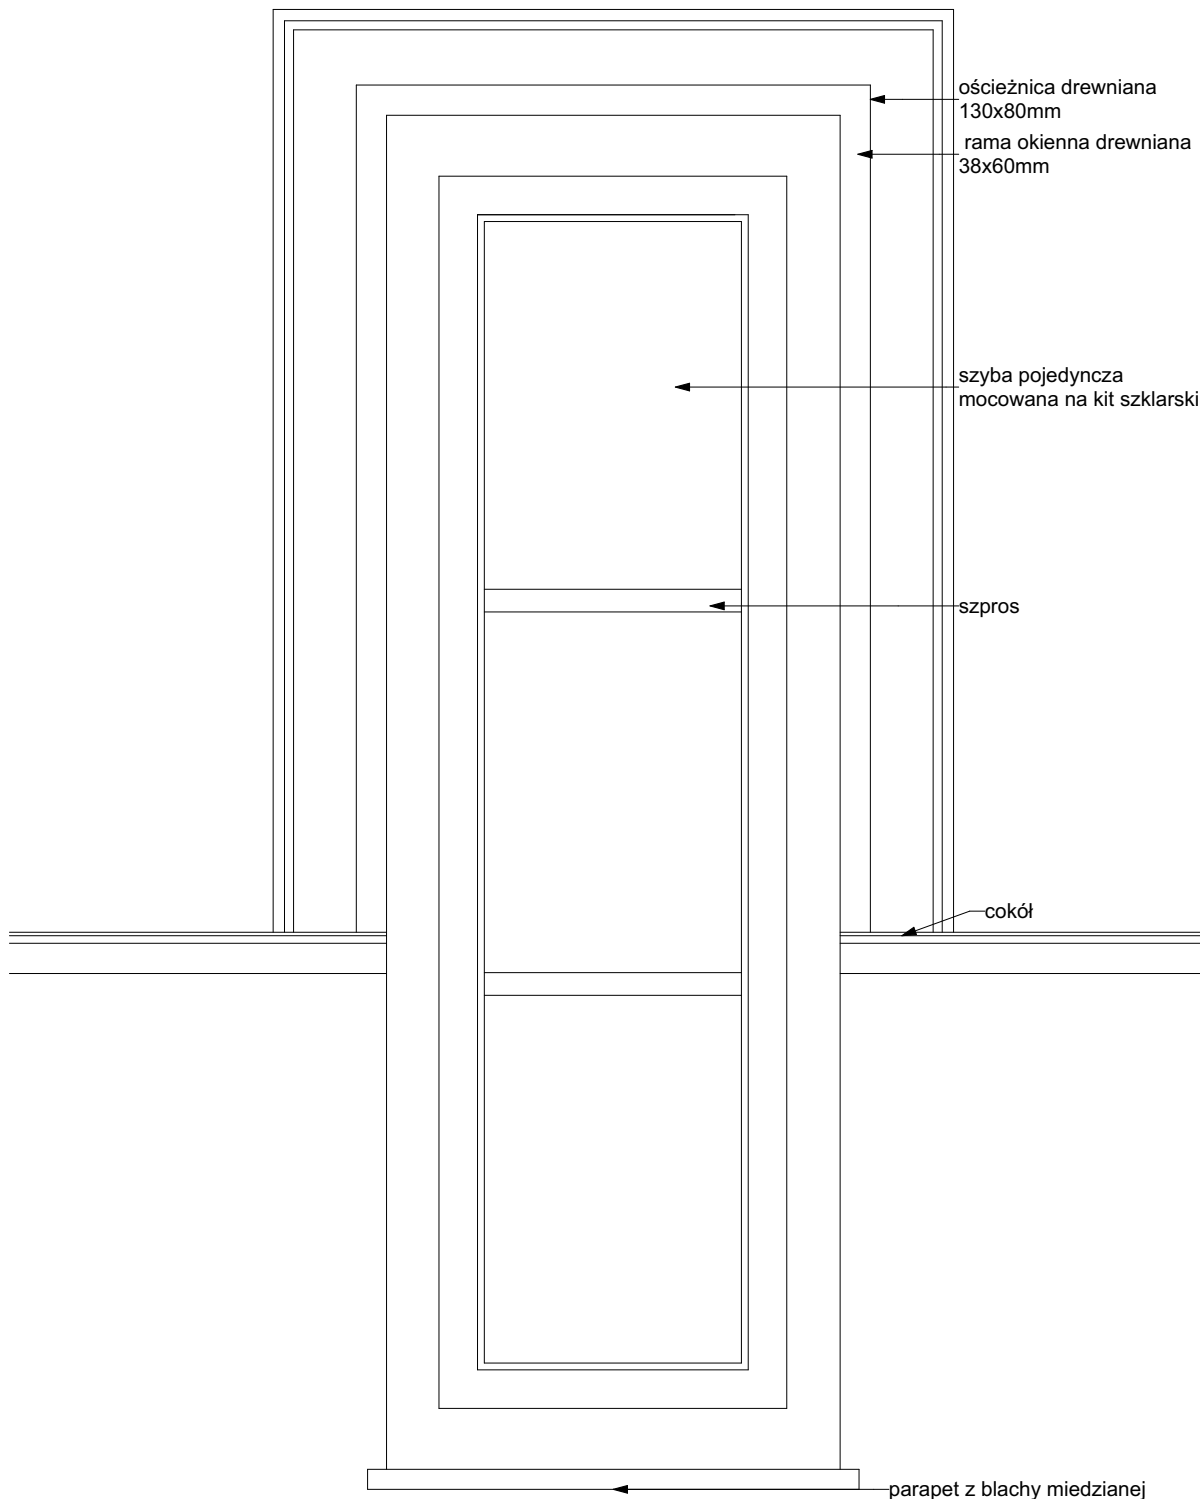 ościeżnica drewniana
130x80mm
rama okienna drewniana
38x60mm
szyba pojedyncza
mocowana na kit szklarski
szpros
cokół
parapet z blachy miedzianej